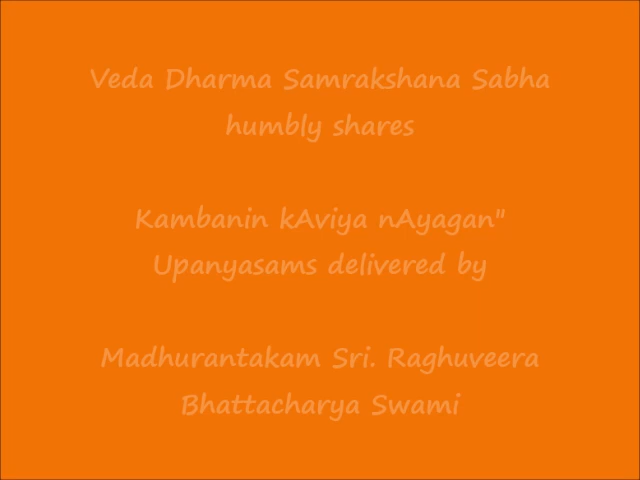 Veda Dharma Samrakshana Sabha
humbly shares
Kambanin kAviya nAyagan"
Upanyasams delivered by
Madhurantakam Sri. Raghuveera
Bhattacharya Swami